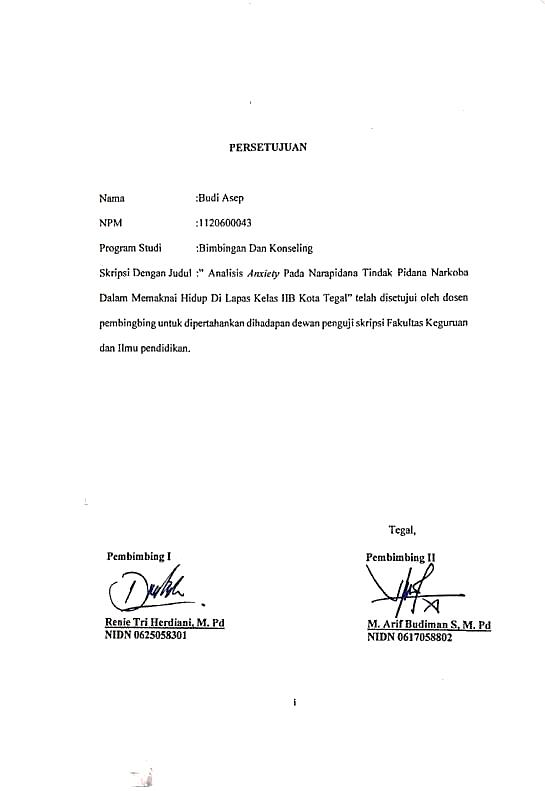 PERSETUJUAN
Nama :Budi Asep
NPM :1120600043
Program Studi :Bimbingan Dan Konseling
Skripsi Dengan Judul :" Analisis Anxiety Pada Narapidana Tindak Pidana Narkoba
Dalam Memaknai Hidup Di Lapas Kelas IIB Kota Tegal" telah disetujui oleh dosen
pembingbing untuk dipertahankan dihadapan dewan penguji skripsi Fakultas Keguruan
dan Ilmu pendidikan.
Tegal,
Pembimbing I
Renie Tri Herdiani, M. Pd
NIDN 0625058301
Pembimbing II
M. Arif Budiman S, M. Pd
NIDN 0617058802
i